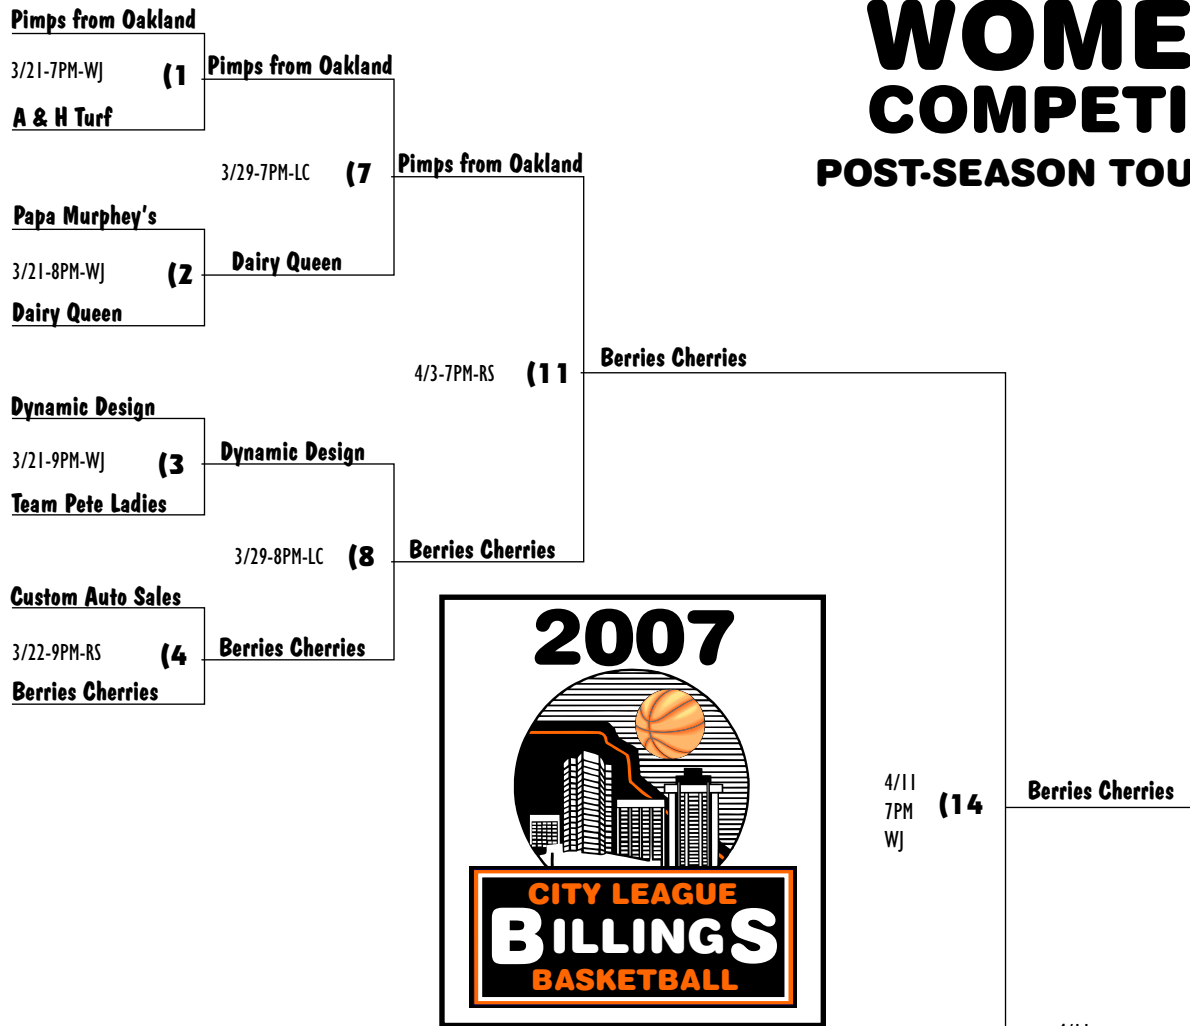 WOME
COMPETI
POST-SEASON TOU
Pimps from Oakland
3/21-7PM-WJ (1
A & H Turf
Pimps from Oakland
3/29-7PM-LC (7
Papa Murphey's
3/21-8PM-WJ (2
Dairy Queen
Dairy Queen
Pimps from Oakland
4/3-7PM-RS (11
Berries Cherries
Dynamic Design
3/21-9PM-WJ (3
Team Pete Ladies
Dynamic Design
3/29-8PM-LC (8
Berries Cherries
Custom Auto Sales
3/22-9PM-RS (4
Berries Cherries
Berries Cherries
4/11
7PM (14
WJ
Berries Cherries
2007
CITY LEAGUE
BILLINGS
BASKETBALL